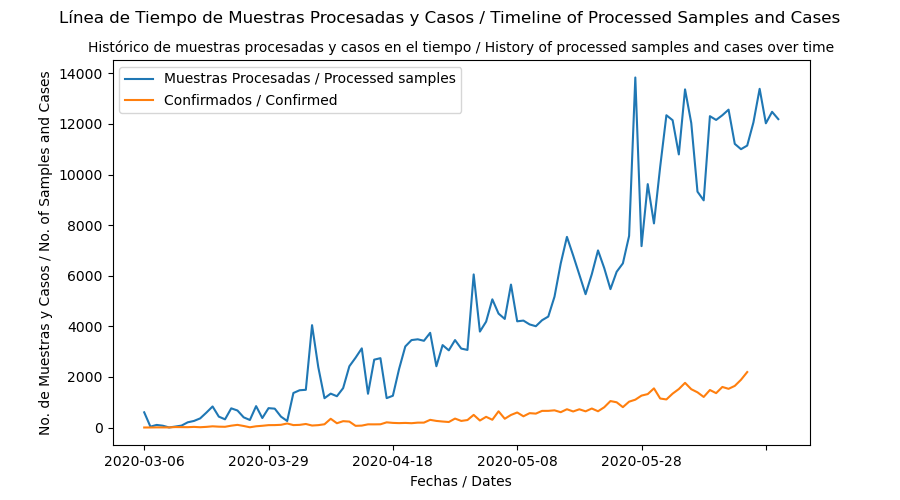 Línea de Tiempo de Muestras Procesadas y Casos / Timeline of Processed Samples and Cases
Histórico de muestras procesadas y casos en el tiempo / History of processed samples and cases over time
Muestras Procesadas / Processed samples
Confirmados / Confirmed
No. de Muestras y Casos / No. of Samples and Cases
14000
12000
10000
8000
6000
4000
2000
0
2020-03-06 2020-03-29 2020-04-18 2020-05-08 2020-05-28
Fechas / Dates